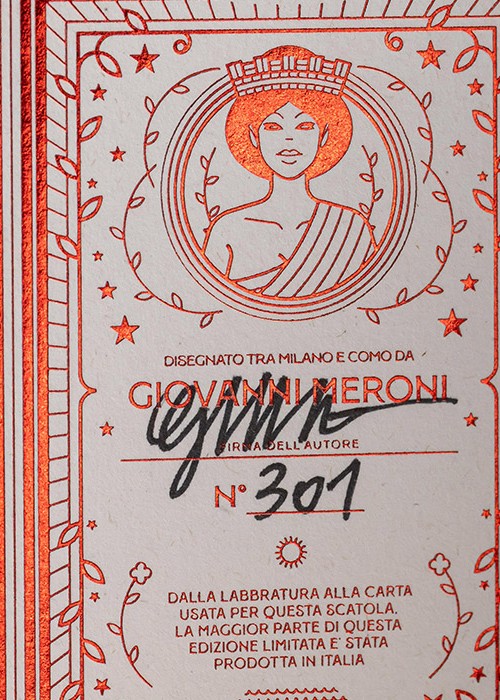 DISEGNATO TRA MILANO E COMO DA
GIOVANNI MERONI
FIRMA DELL'AUTORE
N° 301
DALLA LABBRATURA ALLA CARTA
USATA PER QUESTA SCATOLA.
LA MAGGIOR PARTE DI QUESTA
EDIZIONE LIMITATA E' STATA
PRODOTTA IN ITALIA